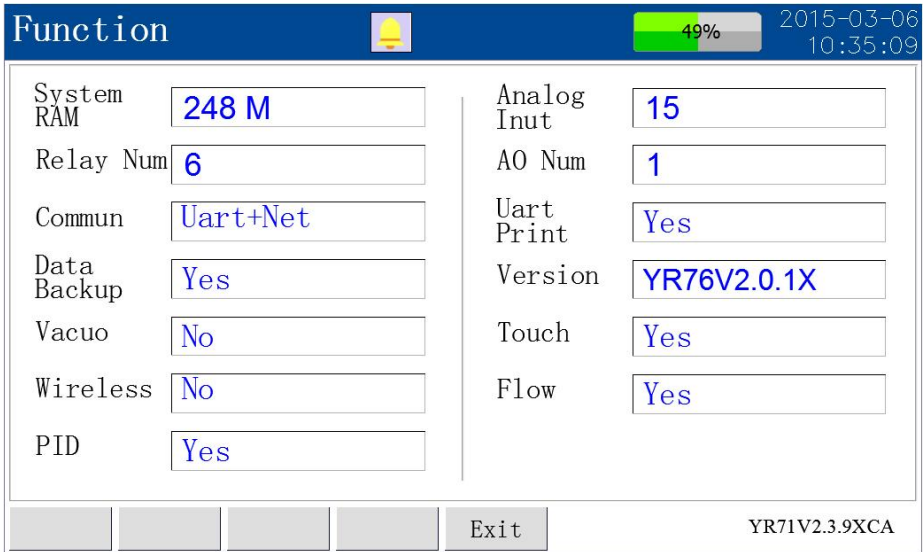 Function
49%
2015-03-06
10:35:09
System
RAM
248 M
Relay Num
6
Commun
Uart+Net
Data
Backup
Yes
Vacuo
No
Wireless
No
PID
Yes
Analog
Inut
15
AO Num
1
Uart
Print
Yes
Version
YR76V2.0.1X
Touch
Yes
Flow
Yes
Exit
YR71V2.3.9XCA